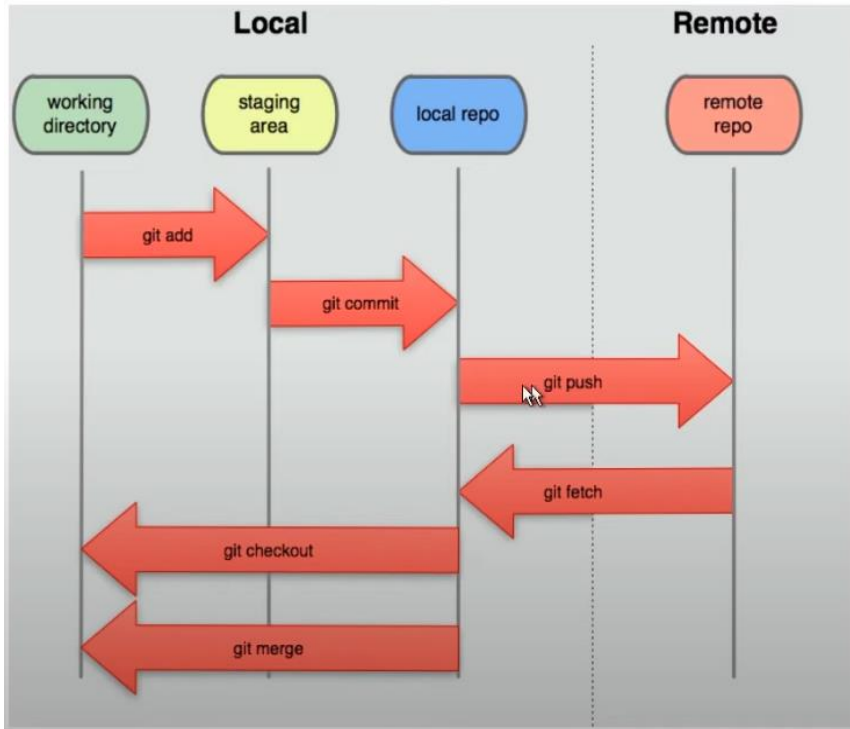 Local
Remote
working
directory
staging
area
local repo
remote
repo
git add
git commit
git push
git fetch
git checkout
git merge